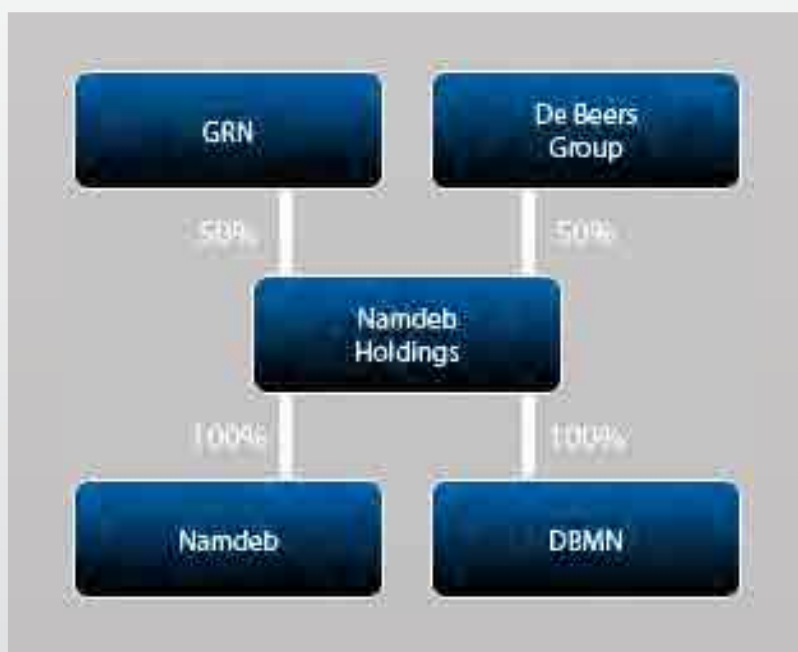 GRN
De Beers
Group
50%
50%
Namdeb
Holdings
100%
100%
Namdeb
DBMN